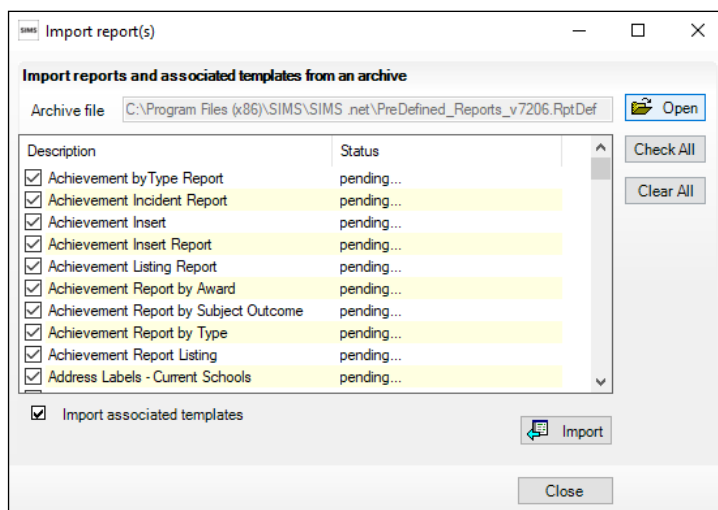 SIMS Import report(s)
Import reports and associated templates from an archive
Archive file C:\Program Files (x86)\SIMS\SIMS .net\PreDefined_Reports_v7206.RptDef Open
Description Status Check All
Achievement by Type Report pending...
Clear All
Achievement Incident Report pending...
Achievement Insert pending...
Achievement Insert Report pending...
Achievement Listing Report pending...
Achievement Report by Award pending...
Achievement Report by Subject Outcome pending...
Achievement Report by Type pending...
Achievement Report Listing pending...
Address Labels - Current Schools pending...
Import associated templates
Import
Close